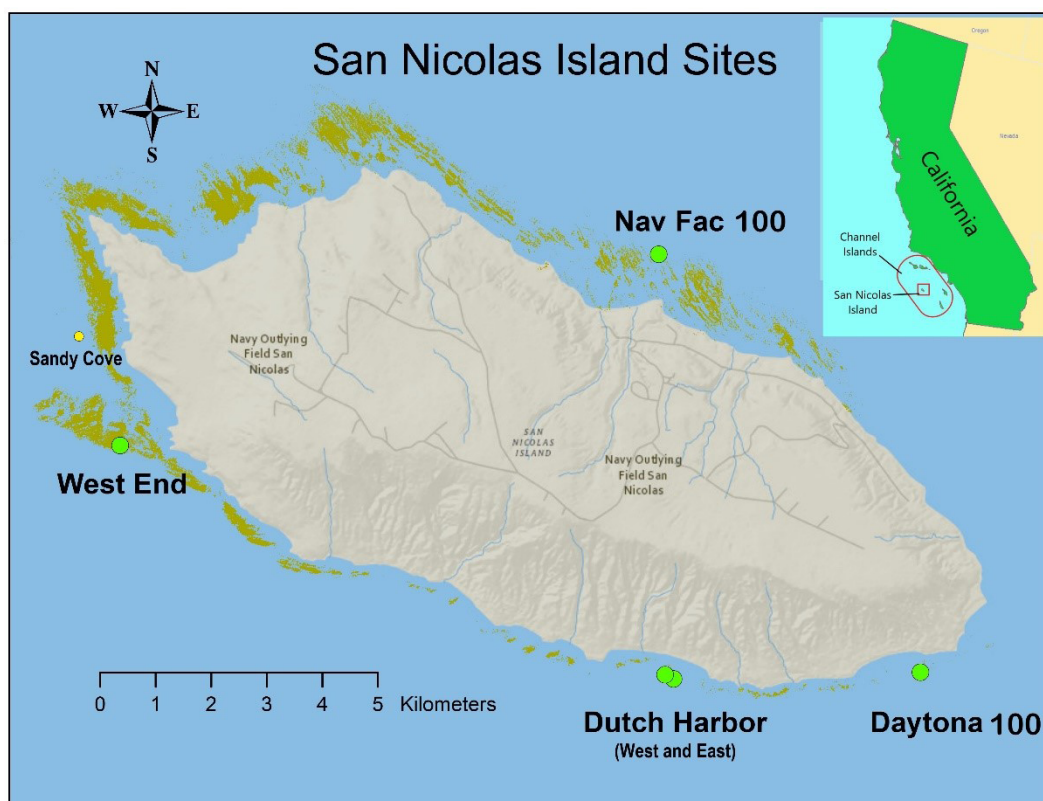 San Nicolas Island Sites
N
W
E
S
Oregon
Nevada
California
Channel
Islands
San Nicolas
Island
Nav Fac 100
Sandy Cove
Navy Outlying
Field San
Nicolas
SAN
NICOLAS
ISLAND
Navy Outlying
Field San
Nicolas
West End
0 1 2 3 4 5 Kilometers
Dutch Harbor
(West and East)
Daytona 100